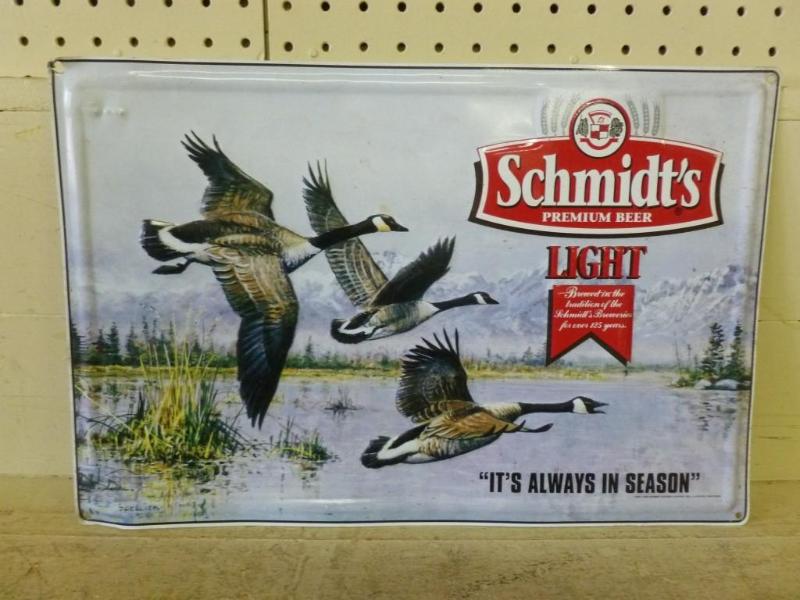 Schmidt's
PREMIUM BEER
LIGHT
Brewed in the
tradition of the
Schmidt's Breweries
for over 125 years.
"IT'S ALWAYS IN SEASON"